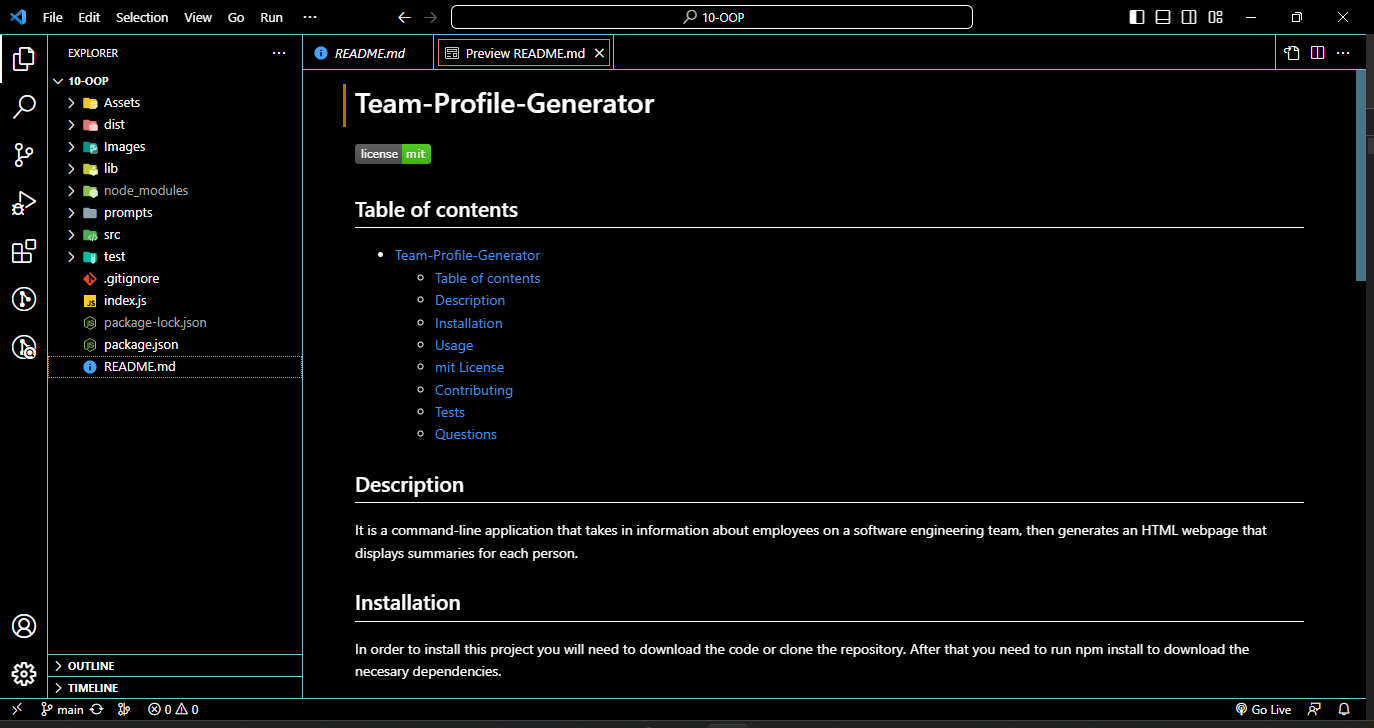 File Edit Selection View Go Run ···
10-OOP
EXPLORER ···
10-OOP
Assets
dist
Images
lib
node_modules
prompts
src
test
.gitignore
index.js
package-lock.json
package.json
README.md
OUTLINE
TIMELINE
README.md
Preview README.md
Team-Profile-Generator
license mit
Table of contents
Team-Profile-Generator
Table of contents
Description
Installation
Usage
mit License
Contributing
Tests
Questions
Description
It is a command-line application that takes in information about employees on a software engineering team, then generates an HTML webpage that
displays summaries for each person.
Installation
In order to install this project you will need to download the code or clone the repository. After that you need to run npm install to download the
necesary dependencies.
main 0 0 Go Live